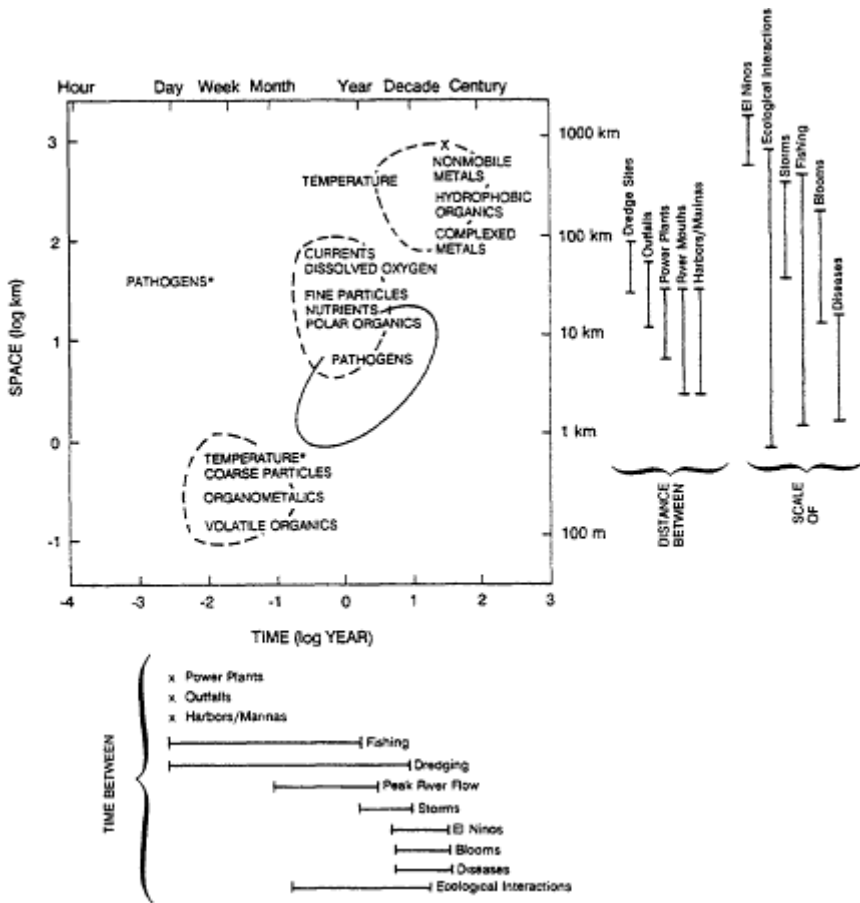 Hour Day Week Month Year Decade Century
SPACE (log km)
3
2
1
0
-1
1000 km
100 km
10 km
1 km
100 m
TEMPERATURE
x
NONMOBILE
METALS
HYDROPHOBIC
ORGANICS
COMPLEXED
METALS
CURRENTS
DISSOLVED OXYGEN
PATHOGENS*
FINE PARTICLES
NUTRIENTS
POLAR ORGANICS
PATHOGENS
TEMPERATURE*
COARSE PARTICLES
ORGANOMETALICS
VOLATILE ORGANICS
-4 -3 -2 -1 0 1 2 3
TIME (log YEAR)
Dredge Sites
Outfalls
Power Plants
River Mouths
Harbors/Marinas
DISTANCE
BETWEEN
El Ninos
Ecological Interactions
Storms
Fishing
Blooms
Diseases
SCALE
OF
TIME BETWEEN
x Power Plants
x Outfalls
x Harbors/Marinas
Fishing
Dredging
Peak River Flow
Storms
El Ninos
Blooms
Diseases
Ecological Interactions